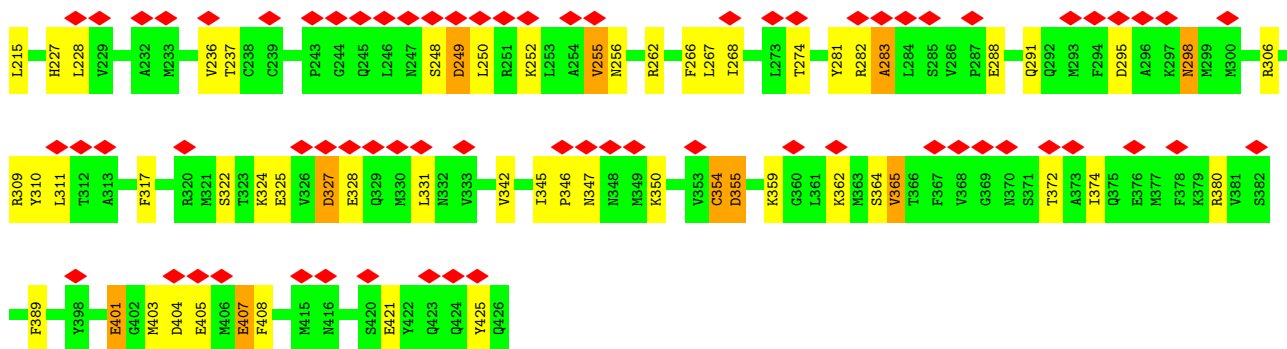 L215 H227 L228 V229 A232 M233 V236 T237 C238 C239 P243 G244 Q245 L246 N247 S248 D249 L250 R251 K252 L253 A254 V255 N256 R262 F266 L267 I268 L273 T274 Y281 R282 A283 L284 S285 V286 P287 E288 Q291 Q292 M293 F294 D295 A296 K297 N298 M299 M300 R306
R309 Y310 L311 T312 A313 F317 R320 M321 S322 T323 K324 E325 V326 D327 E328 Q329 M330 L331 N332 V333 V342 I345 P346 N347 N348 M349 K350 V353 C354 D355 K359 G360 L361 K362 M363 S364 V365 T366 F367 V368 G369 N370 S371 T372 A373 I374 Q375 E376 M377 F378 K379 R380 V381 S382
F389 Y398 E401 G402 M403 D404 E405 M406 E407 F408 M415 N416 S420 E421 Y422 Q423 Q424 Y425 Q426